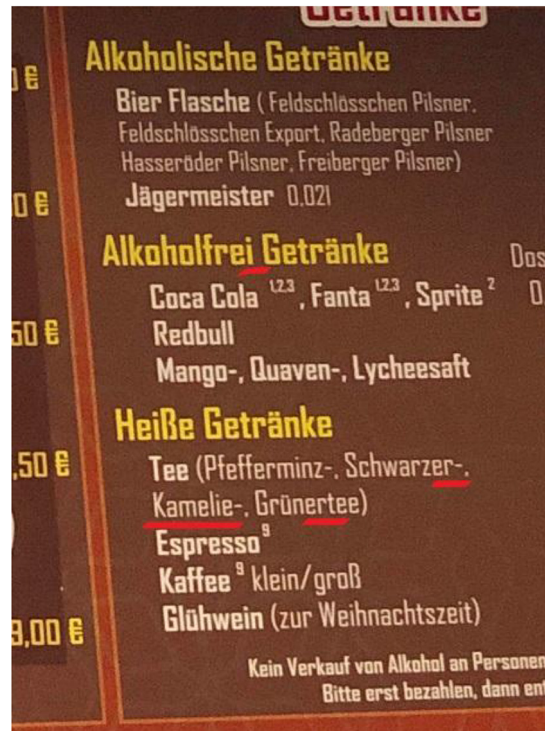 Getränke
Alkoholische Getränke
€
Bier Flasche ( Feldschlösschen Pilsner,
Feldschlösschen Export, Radeberger Pilsner
Hasseröder Pilsner, Freiberger Pilsner)
0 €
Jägermeister 0,02l
Alkoholfrei Getränke
Coca Cola 1,2,3 , Fanta 1,2,3 , Sprite 2 0,
50 €
Redbull
Mango-, Quaven-, Lycheesaft
Heiße Getränke
,50 €
Tee (Pfefferminz-, Schwarzer-,
Kamelie-, Grünertee)
Espresso 9
Kaffee 9 klein/groß
Glühwein (zur Weihnachtszeit)
9,00 €
Kein Verkauf von Alkohol an Personen
Bitte erst bezahlen, dann